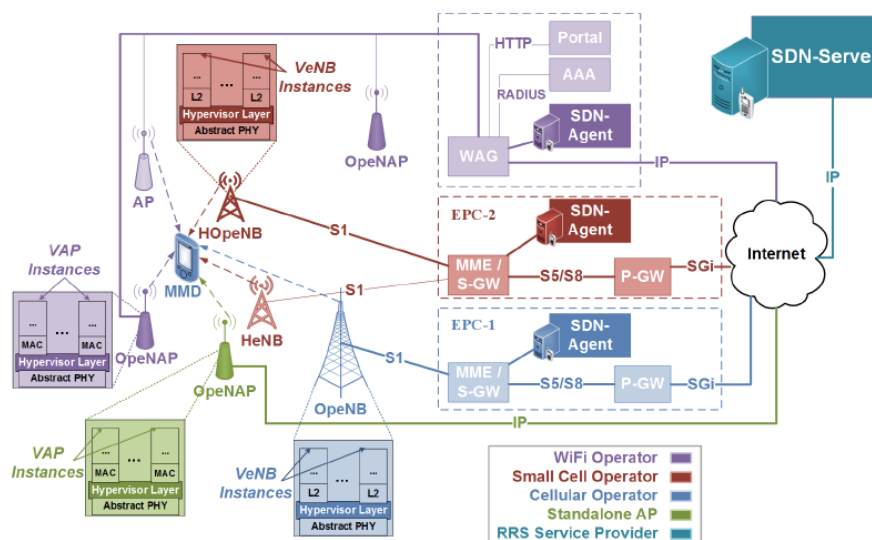 ...
...
L2
L2
...
Hypervisor Layer
Abstract PHY
VeNB
Instances
HTTP
Portal
AAA
RADIUS
SDN-
Agent
WAG
SDN-Serve
IP
IP
AP
OpeNAP
HOpeNB
S1
EPC-2
SDN-
Agent
MME /
S-GW
S5/S8
P-GW
SGi
Internet
VAP
Instances
MMD
HeNB
S1
...
...
MAC
MAC
...
Hypervisor Layer
Abstract PHY
OpeNAP
OpeNAP
OpeNB
S1
EPC-1
SDN-
Agent
MME /
S-GW
S5/S8
P-GW
SGi
IP
VAP
Instances
...
...
MAC
MAC
...
Hypervisor Layer
Abstract PHY
VeNB
Instances
...
...
L2
L2
...
Hypervisor Layer
Abstract PHY
WiFi Operator
Small Cell Operator
Cellular Operator
Standalone AP
RRS Service Provider